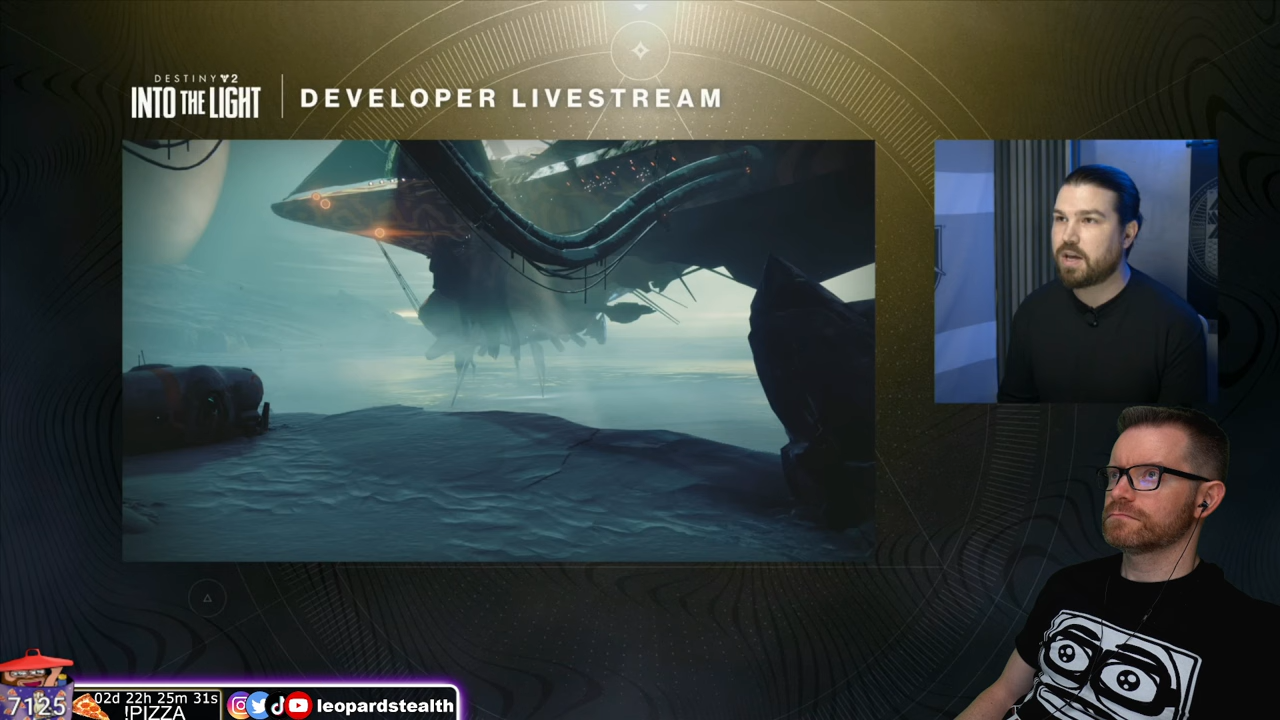 DESTINY 2
INTO THE LIGHT
DEVELOPER LIVESTREAM
7125
02d 22h 25m 31s
!PIZZA
leopardstealth